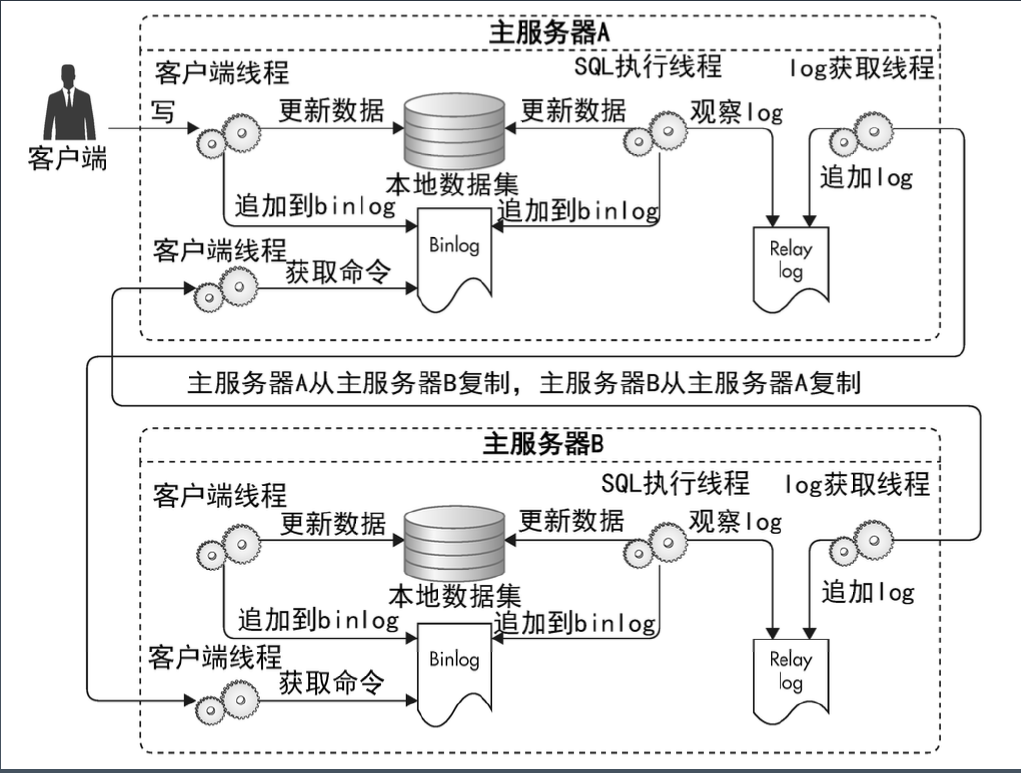 主服务器A
客户端线程
SQL执行线程
log获取线程
写
更新数据
更新数据
观察log
客户端
本地数据集
追加log
追加到binlog
追加到binlog
Binlog
Relay
log
客户端线程
获取命令
主服务器A从主服务器B复制，主服务器B从主服务器A复制
主服务器B
客户端线程
SQL执行线程
log获取线程
更新数据
更新数据
观察log
本地数据集
追加log
追加到binlog
追加到binlog
Binlog
Relay
log
客户端线程
获取命令